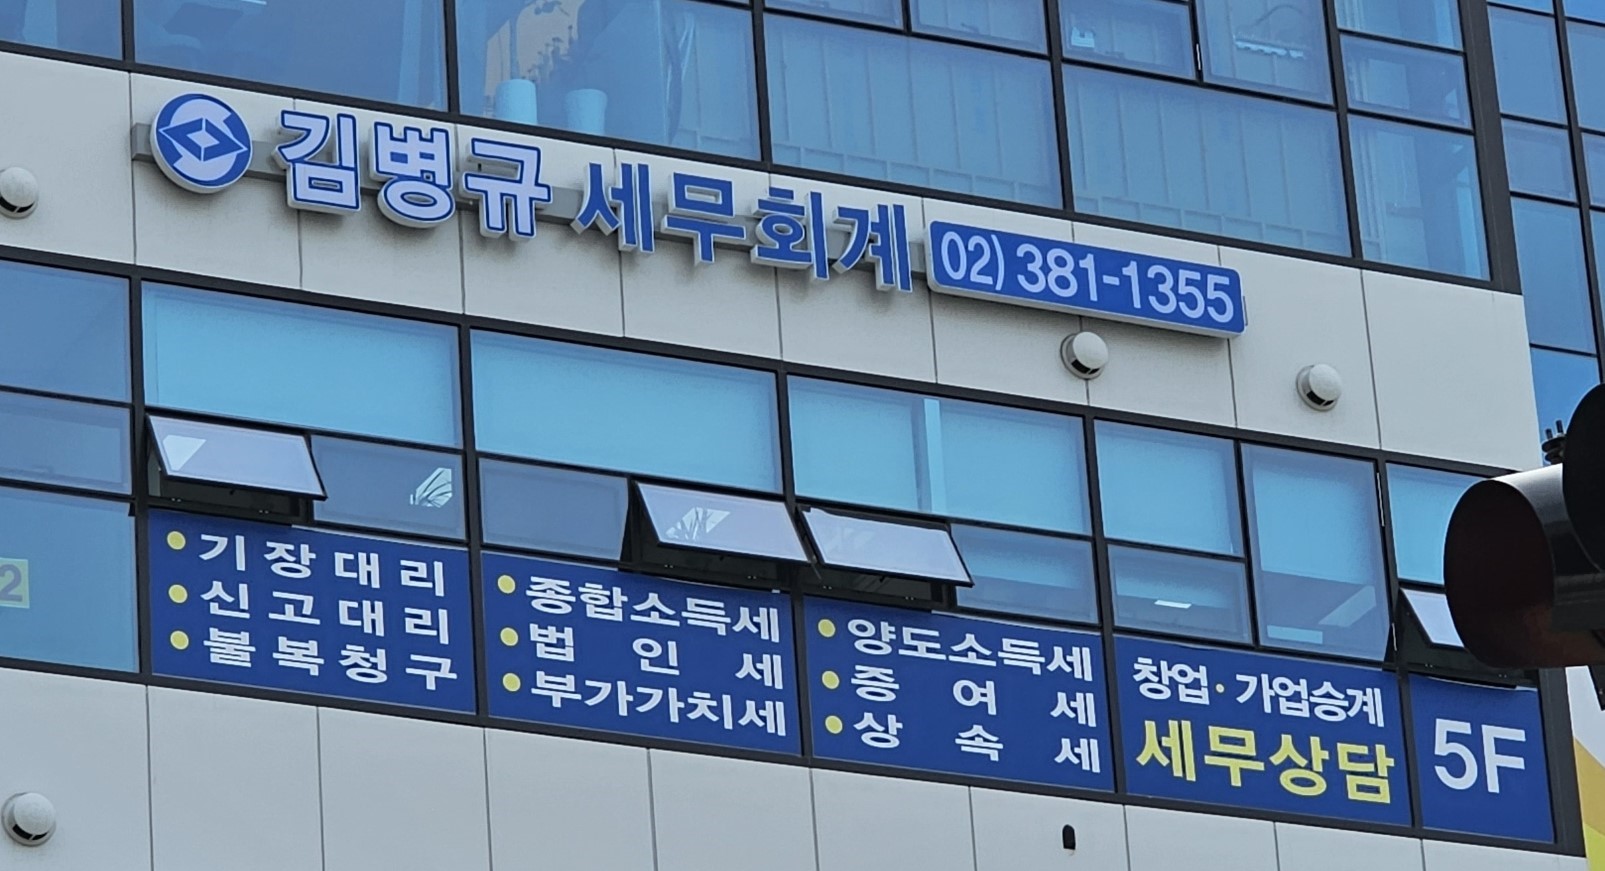 김병규 세무회계 02) 381-1355
• 기장대리
• 신고대리
• 불복청구
• 종합소득세
• 법인세
• 부가가치세
• 양도소득세
• 증여세
• 상속세
창업·가업승계
세무상담
5F
2